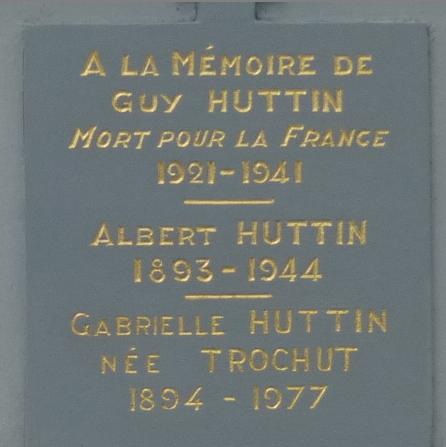 A LA MÉMOIRE DE
GUY HUTTIN
MORT POUR LA FRANCE
1921-1941
ALBERT HUTTIN
1893-1944
GABRIELLE HUTTIN
NÉE TROCHUT
1894 - 1977